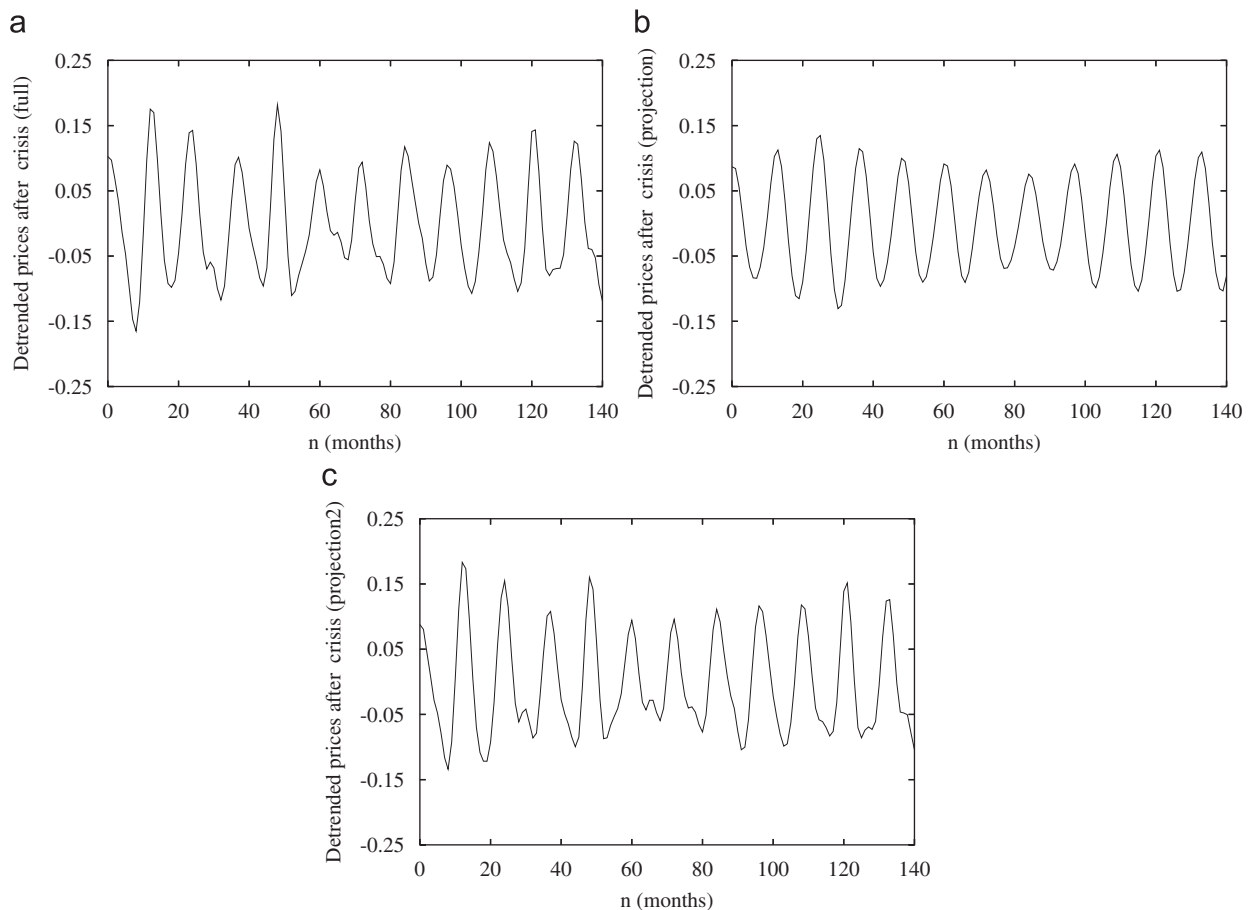 a
Detrended prices after crisis (full)
0.25
0.15
0.05
-0.05
-0.15
-0.25
0 20 40 60 80 100 120 140
n (months)
b
Detrended prices after crisis (projection)
0.25
0.15
0.05
-0.05
-0.15
-0.25
0 20 40 60 80 100 120 140
n (months)
c
Detrended prices after crisis (projection2)
0.25
0.15
0.05
-0.05
-0.15
-0.25
0 20 40 60 80 100 120 140
n (months)